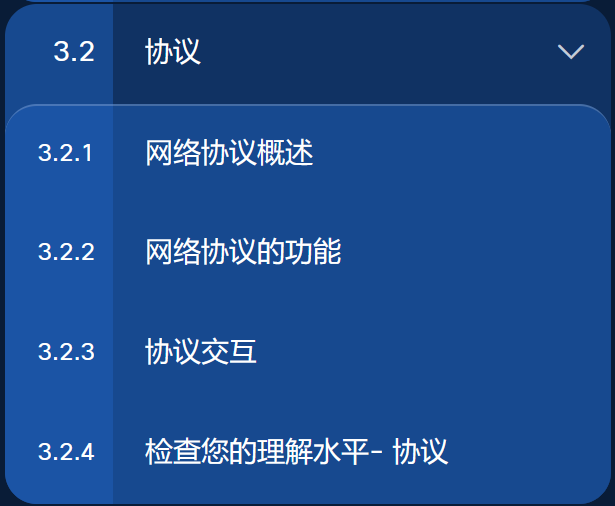 3.2 协议
3.2.1 网络协议概述
3.2.2 网络协议的功能
3.2.3 协议交互
3.2.4 检查您的理解水平- 协议